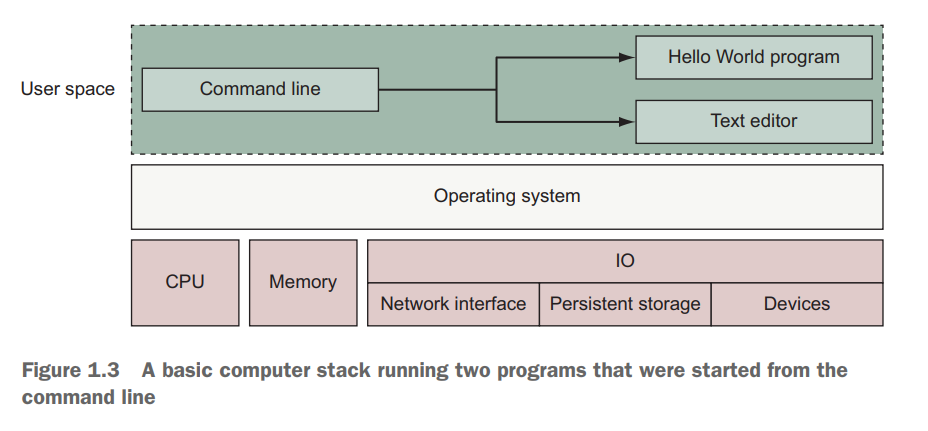 User space
Command line
Hello World program
Text editor
Operating system
CPU
Memory
IO
Network interface
Persistent storage
Devices
Figure 1.3 A basic computer stack running two programs that were started from the
command line